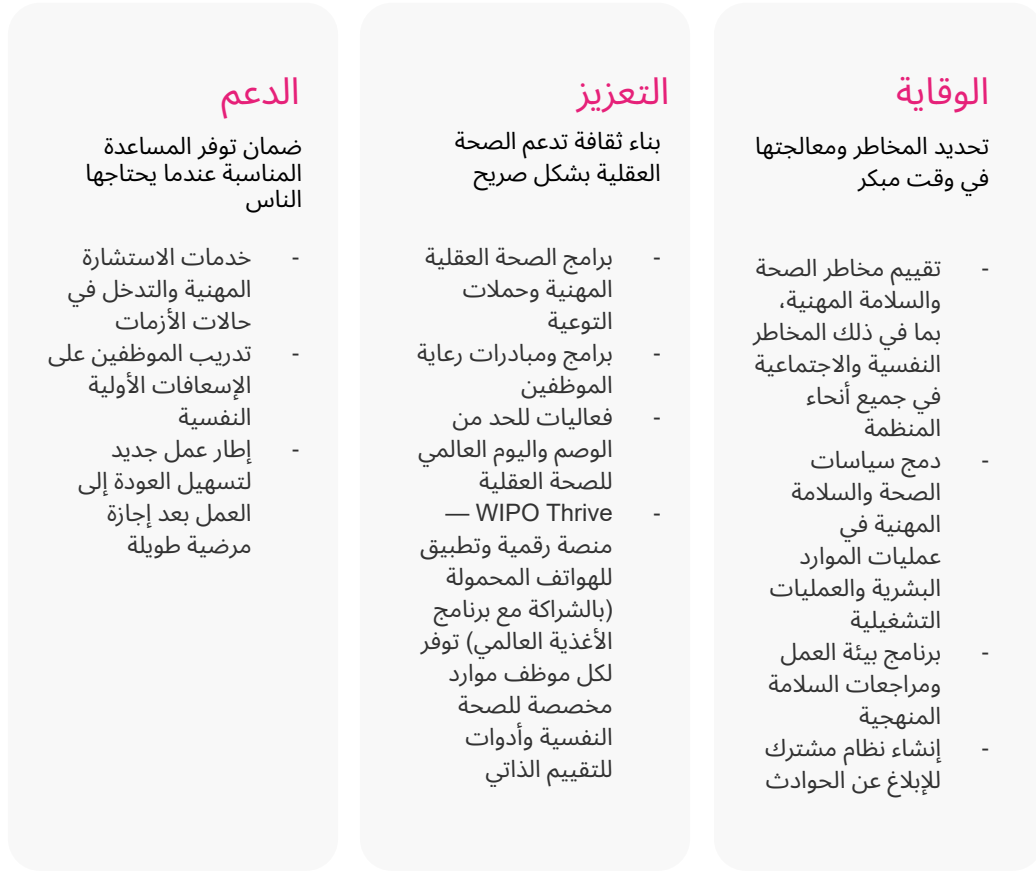 الوقاية
تحديد المخاطر ومعالجتها
في وقت مبكر
- تقييم مخاطر الصحة
والسلامة المهنية،
بما في ذلك المخاطر
النفسية والاجتماعية
في جميع أنحاء
المنظمة
- دمج سياسات
الصحة والسلامة
المهنية في
عمليات الموارد
البشرية والعمليات
التشغيلية
- برنامج بيئة العمل
ومراجعات السلامة
المنهجية
- إنشاء نظام مشترك
للإبلاغ عن الحوادث
التعزيز
بناء ثقافة تدعم الصحة
العقلية بشكل صريح
- برامج الصحة العقلية
المهنية وحملات
التوعية
- برامج ومبادرات رعاية
الموظفين
- فعاليات للحد من
الوصم واليوم العالمي
للصحة العقلية
- WIPO Thrive —
منصة رقمية وتطبيق
للهواتف المحمولة
(بالشراكة مع برنامج
الأغذية العالمي) توفر
لكل موظف موارد
مخصصة للصحة
النفسية وأدوات
للتقييم الذاتي
الدعم
ضمان توفر المساعدة
المناسبة عندما يحتاجها
الناس
- خدمات الاستشارة
المهنية والتدخل في
حالات الأزمات
- تدريب الموظفين على
الإسعافات الأولية
النفسية
- إطار عمل جديد
لتسهيل العودة إلى
العمل بعد إجازة
مرضية طويلة